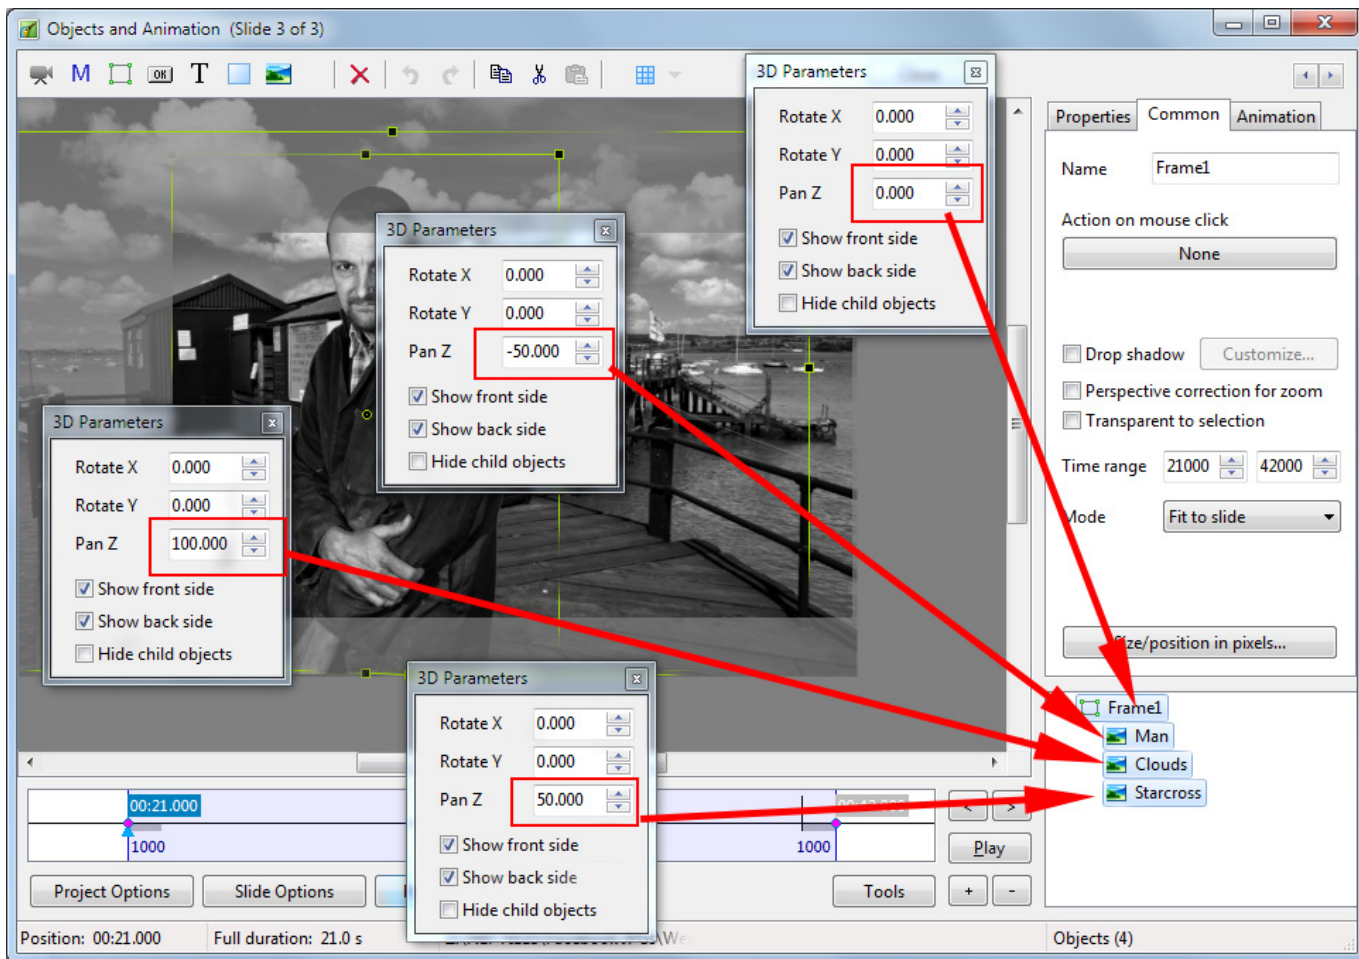 Objects and Animation (Slide 3 of 3)
M OK T
3D Parameters
Rotate X 0.000
Rotate Y 0.000
Pan Z 0.000
Show front side
Show back side
Hide child objects
3D Parameters
Rotate X 0.000
Rotate Y 0.000
Pan Z -50.000
Show front side
Show back side
Hide child objects
3D Parameters
Rotate X 0.000
Rotate Y 0.000
Pan Z 100.000
Show front side
Show back side
Hide child objects
3D Parameters
Rotate X 0.000
Rotate Y 0.000
Pan Z 50.000
Show front side
Show back side
Hide child objects
Properties Common Animation
Name Frame1
Action on mouse click
None
Drop shadow Customize...
Perspective correction for zoom
Transparent to selection
Time range 21000 42000
Mode Fit to slide
Size/position in pixels...
Frame1
Man
Clouds
Starcross
00:21.000
1000 1000
< >
Play
Project Options Slide Options Tools + -
Position: 00:21.000 Full duration: 21.0 s Objects (4)